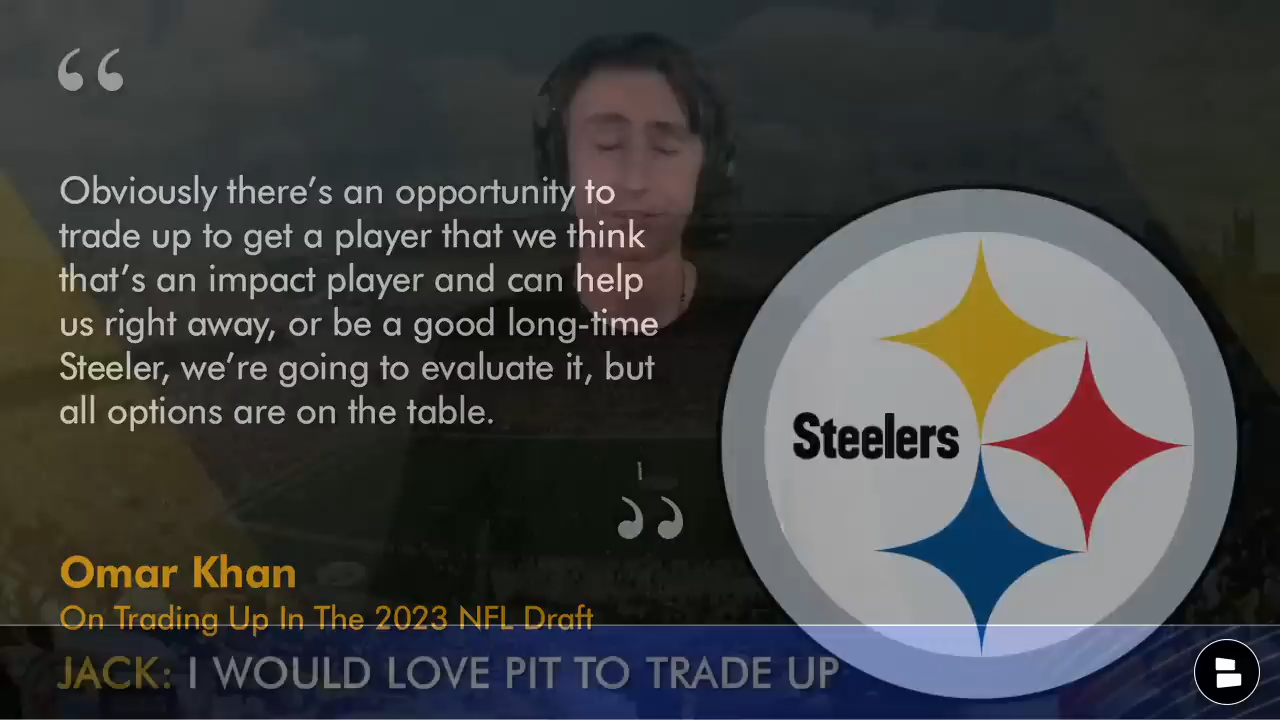 “
Obviously there’s an opportunity to
trade up to get a player that we think
that’s an impact player and can help
us right away, or be a good long-time
Steeler, we’re going to evaluate it, but
all options are on the table.
”
Steelers
Omar Khan
On Trading Up In The 2023 NFL Draft
JACK: I WOULD LOVE PIT TO TRADE UP